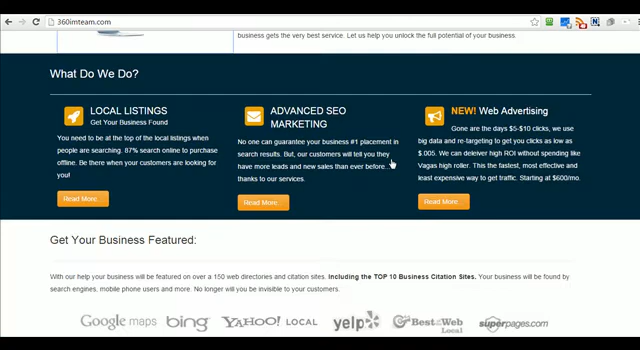 360imteam.com
business gets the very best service. Let us help you unlock the full potential of your business.
What Do We Do?
LOCAL LISTINGS
Get Your Business Found
You need to be at the top of the local listings when
people are searching. 87% search online to purchase
offline. Be there when your customers are looking for
you!
Read More...
ADVANCED SEO
MARKETING
No one can guarantee your business #1 placement in
search results. But, our customers will tell you they
have more leads and new sales than ever before...
thanks to our services.
Read More...
NEW! Web Advertising
Gone are the days $5-$10 clicks, we use
big data and re-targeting to get you clicks as low as
$.005. We can deleiver high ROI without spending like
Vagas high roller. This the fastest, most effective and
least expensive way to get traffic. Starting at $600/mo.
Read More...
Get Your Business Featured:
With our help your business will be featured on over a 150 web directories and citation sites. Including the TOP 10 Business Citation Sites. Your business will be found by
search engines, mobile phone users and more. No longer will you be invisible to your customers.
Google maps
bing
YAHOO! LOCAL
yelp
Best of the Web
Local
superpages.com